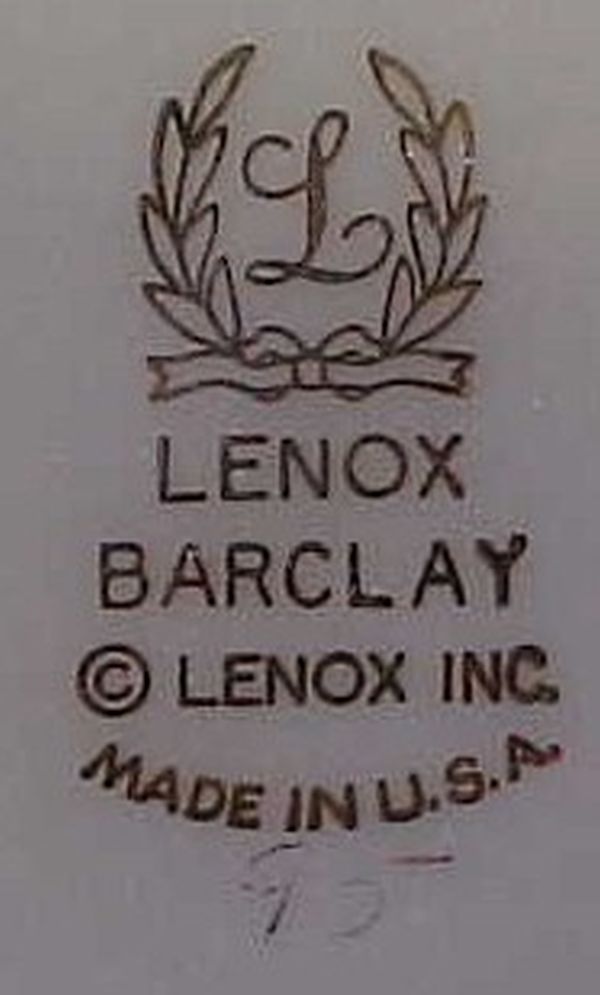 L
LENOX
BARCLAY
© LENOX INC.
MADE IN U.S.A.